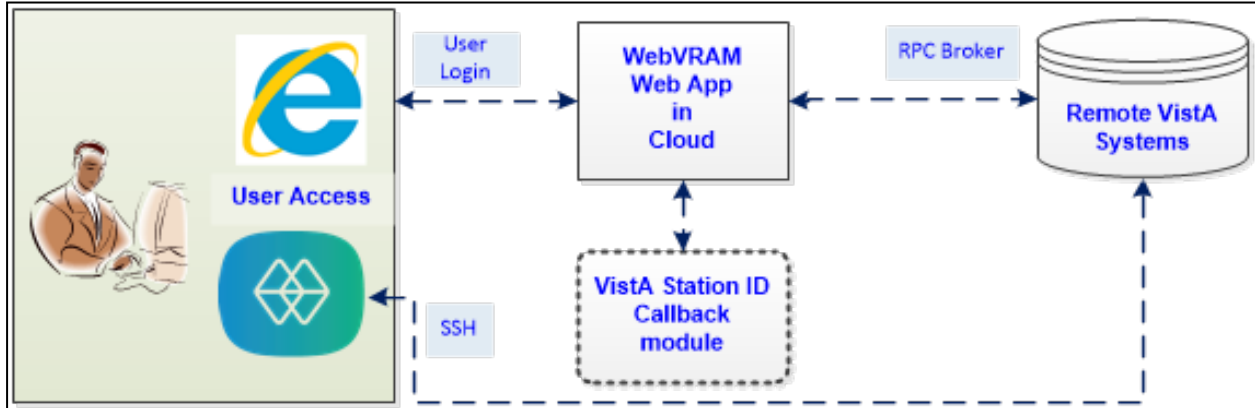 User
Login
WebVRAM
Web App
in
Cloud
RPC Broker
Remote VistA
Systems
User Access
VistA Station ID
Callback
module
SSH